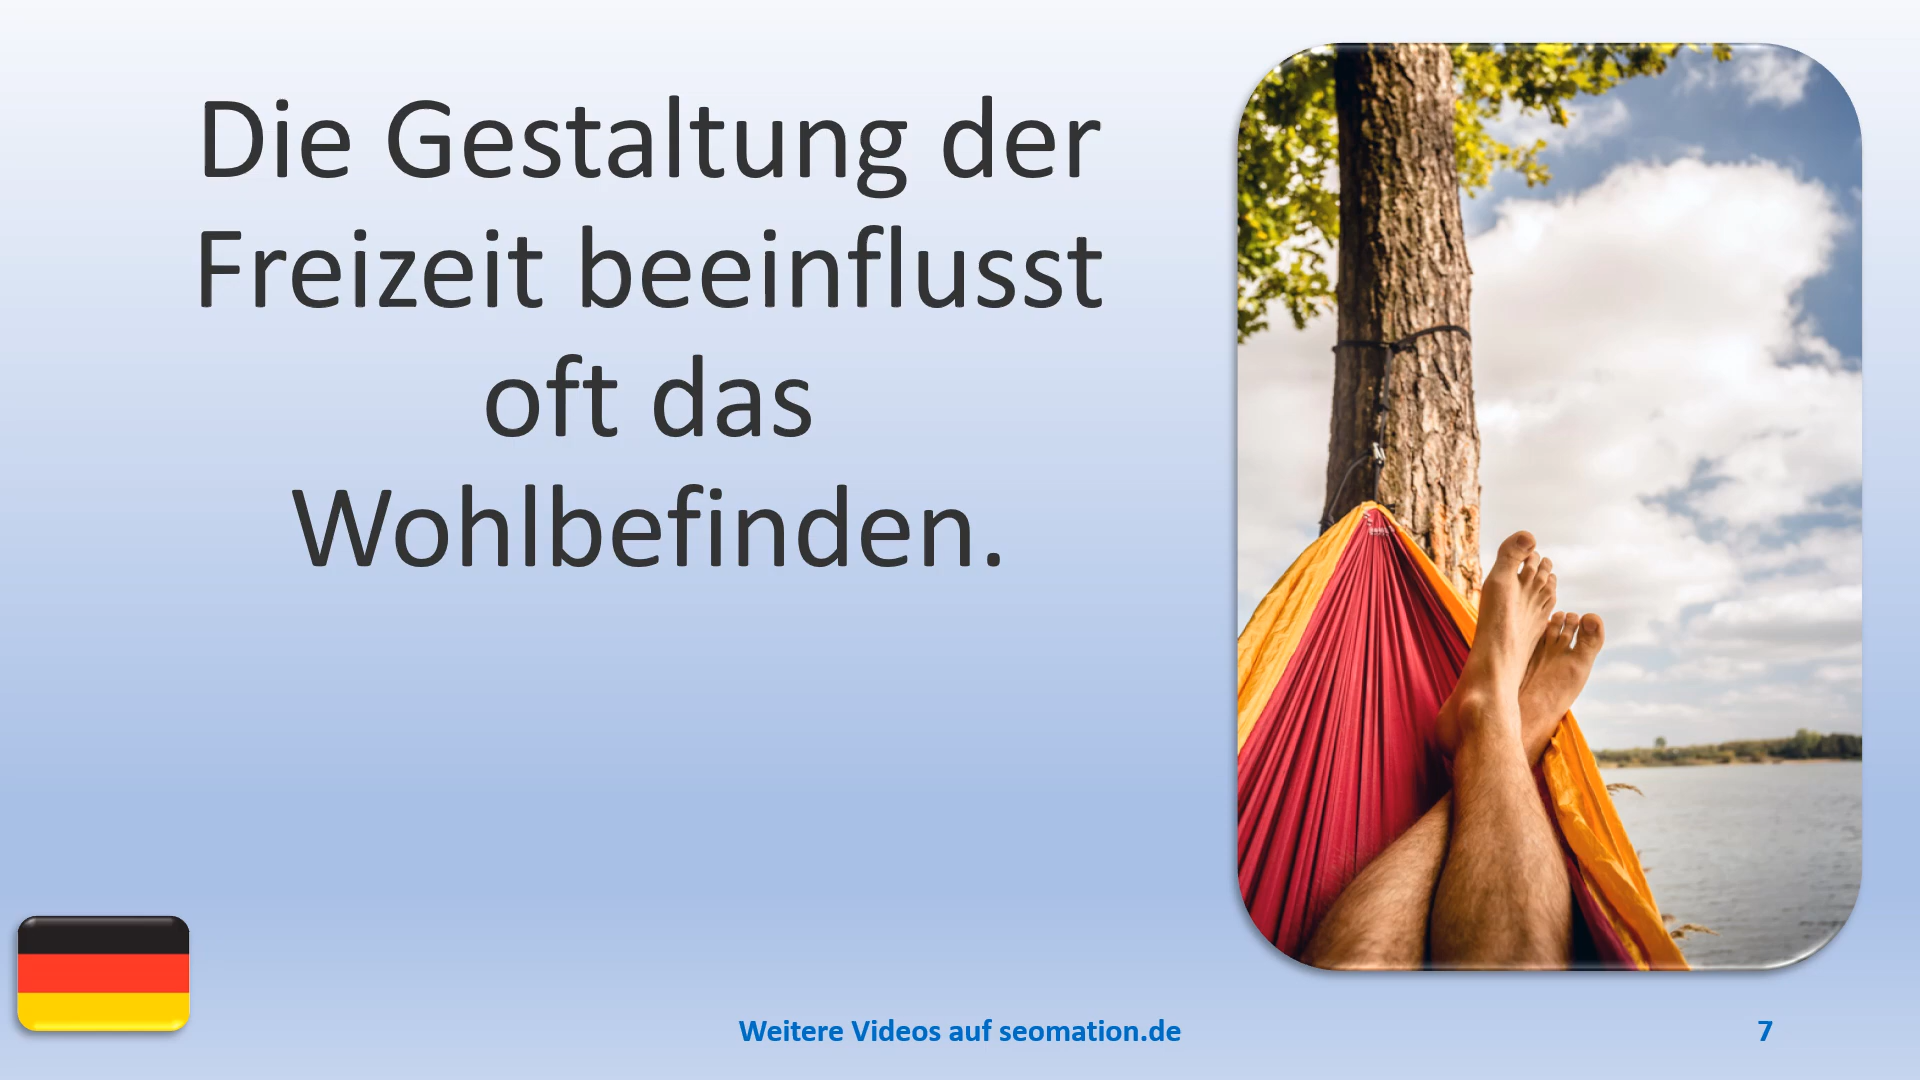 Die Gestaltung der
Freizeit beeinflusst
oft das
Wohlbefinden.
Weitere Videos auf seomation.de
7